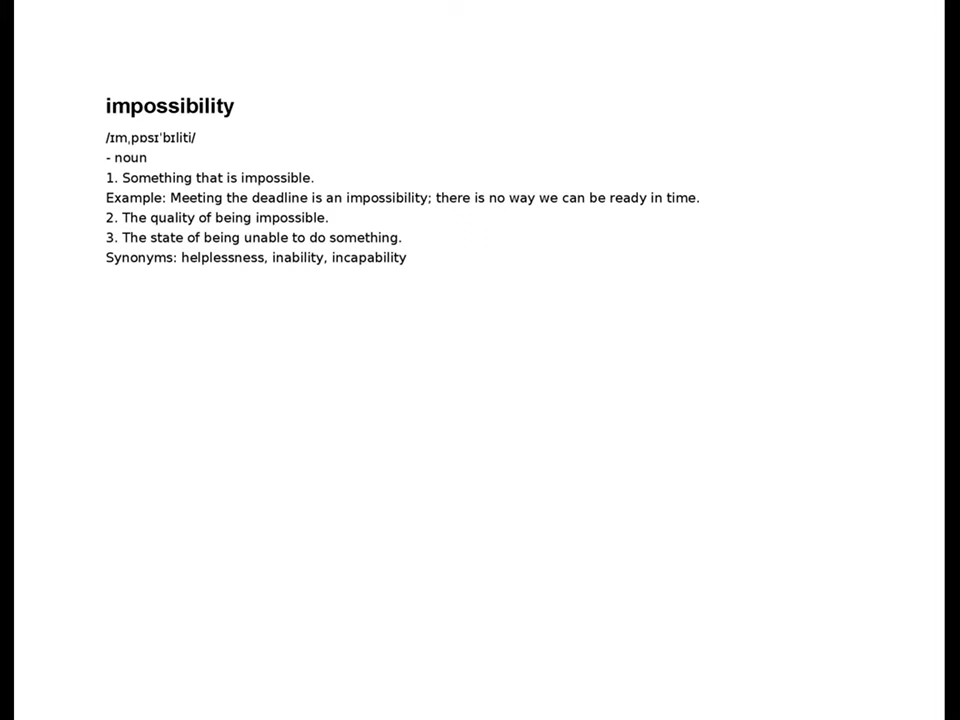 impossibility
/ɪmˌpɒsɪˈbɪliti/
- noun
1. Something that is impossible.
Example: Meeting the deadline is an impossibility; there is no way we can be ready in time.
2. The quality of being impossible.
3. The state of being unable to do something.
Synonyms: helplessness, inability, incapability